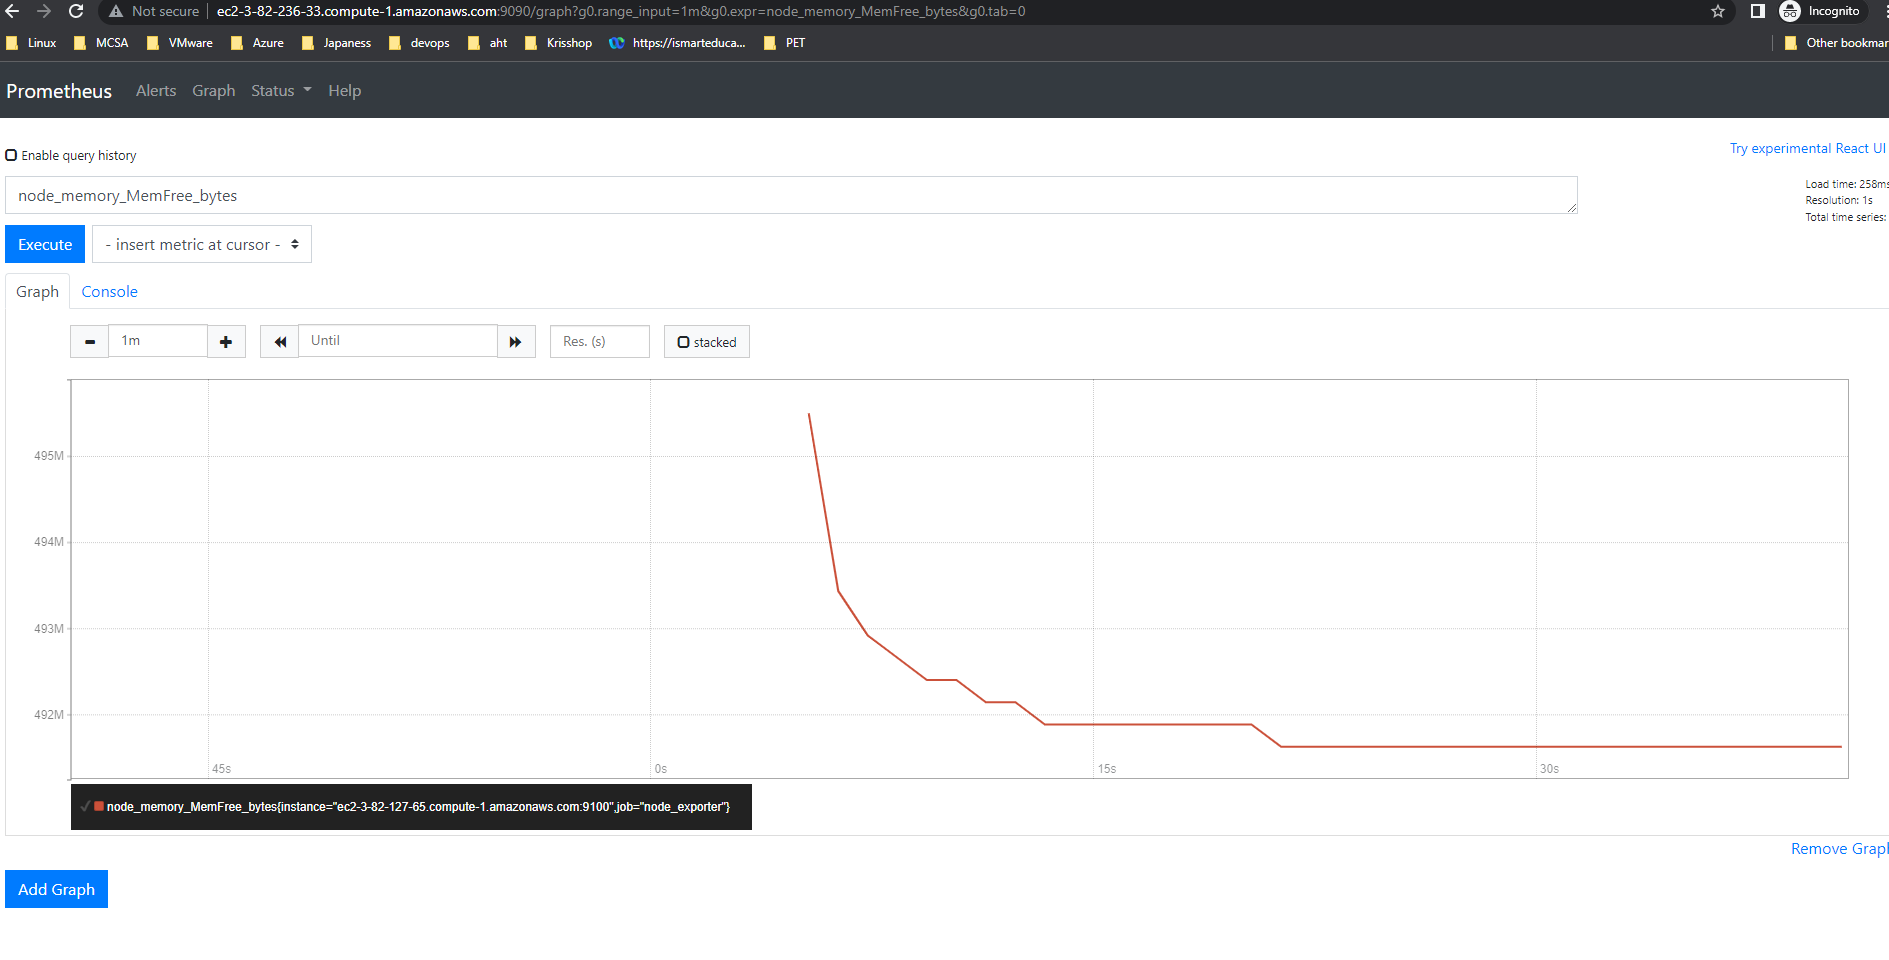 Not secure ec2-3-82-236-33.compute-1.amazonaws.com:9090/graph?g0.range_input=1m&g0.expr=node_memory_MemFree_bytes&g0.tab=0 Incognito
Linux MCSA VMware Azure Japaness devops aht Krisshop https://ismarteduca... PET Other bookmar
Prometheus Alerts Graph Status Help
Enable query history
Try experimental React UI
node_memory_MemFree_bytes
Load time: 258ms
Resolution: 1s
Total time series:
Execute - insert metric at cursor -
Graph Console
1m Until Res. (s) stacked
495M
494M
493M
492M
45s 0s 15s 30s
node_memory_MemFree_bytes{instance="ec2-3-82-127-65.compute-1.amazonaws.com:9100",job="node_exporter"}
Remove Graph
Add Graph